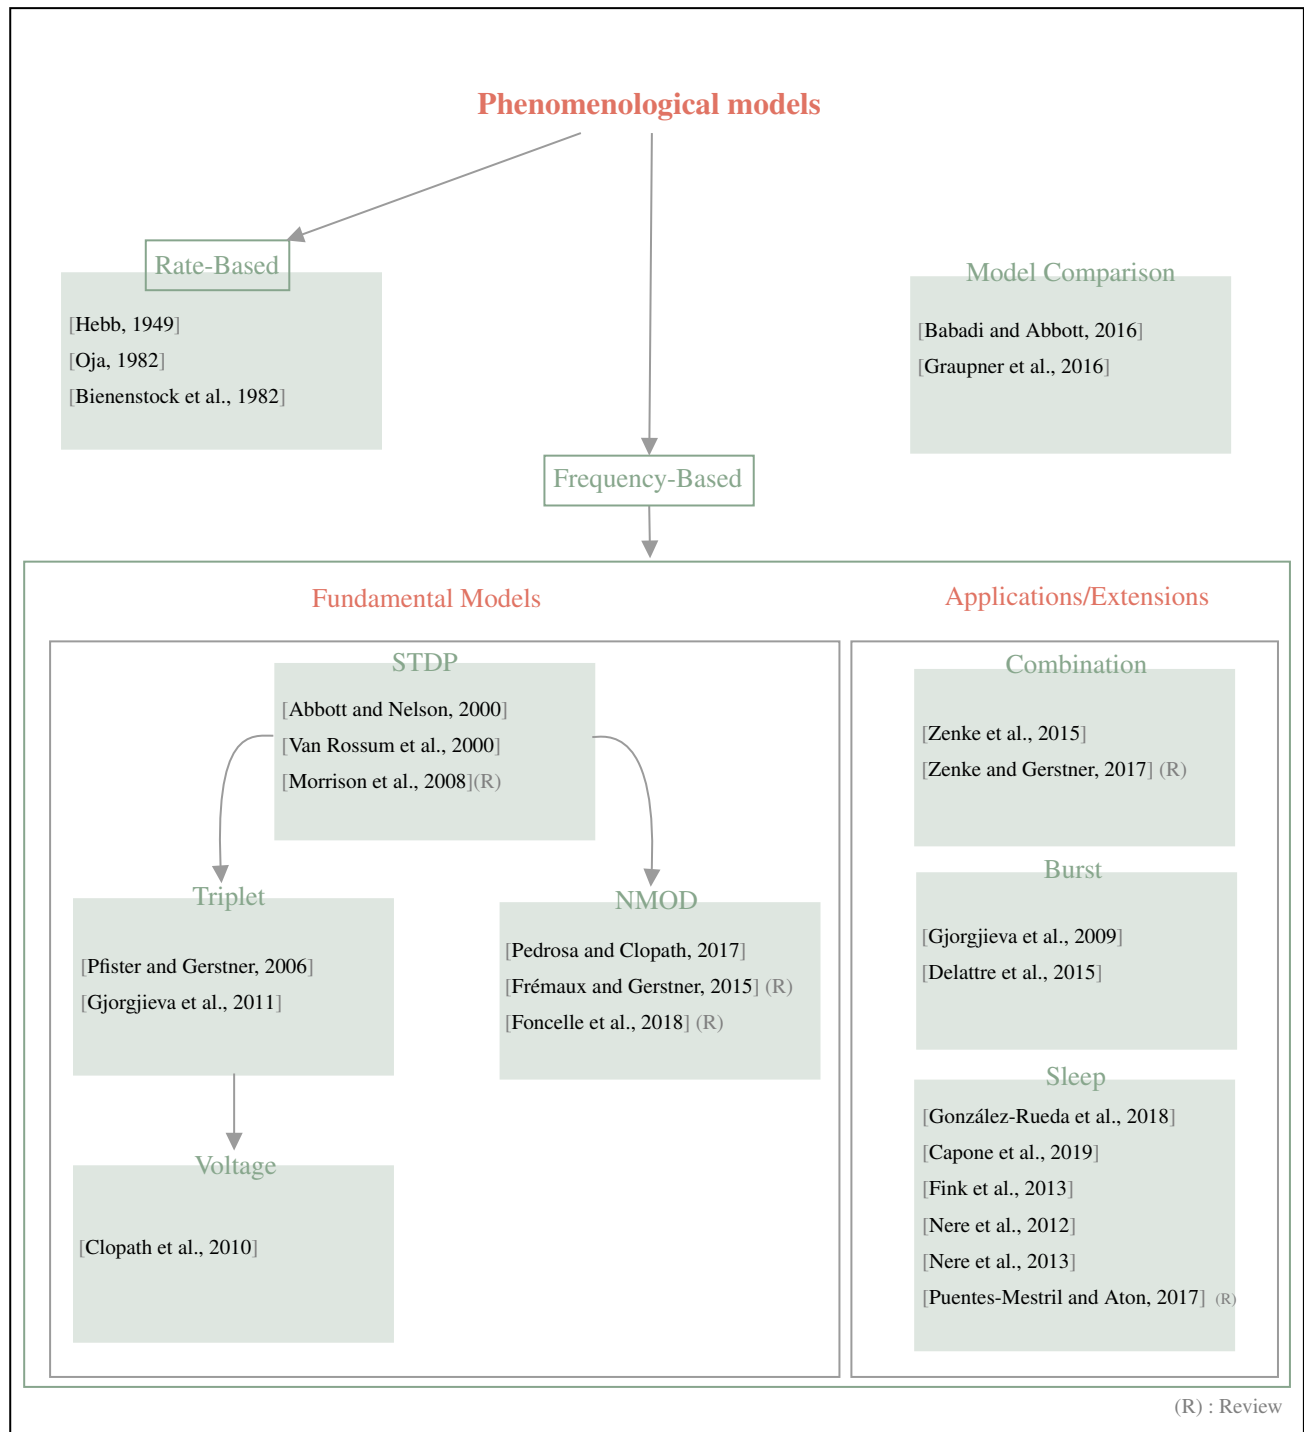 Phenomenological models
Rate-Based
[Hebb, 1949]
[Oja, 1982]
[Bienenstock et al., 1982]
Model Comparison
[Babadi and Abbott, 2016]
[Graupner et al., 2016]
Frequency-Based
Fundamental Models
STDP
[Abbott and Nelson, 2000]
[Van Rossum et al., 2000]
[Morrison et al., 2008](R)
Triplet
[Pfister and Gerstner, 2006]
[Gjorgjieva et al., 2011]
NMOD
[Pedrosa and Clopath, 2017]
[Frémaux and Gerstner, 2015] (R)
[Foncelle et al., 2018] (R)
Voltage
[Clopath et al., 2010]
Applications/Extensions
Combination
[Zenke et al., 2015]
[Zenke and Gerstner, 2017] (R)
Burst
[Gjorgjieva et al., 2009]
[Delattre et al., 2015]
Sleep
[González-Rueda et al., 2018]
[Capone et al., 2019]
[Fink et al., 2013]
[Nere et al., 2012]
[Nere et al., 2013]
[Puentes-Mestril and Aton, 2017] (R)
(R) : Review